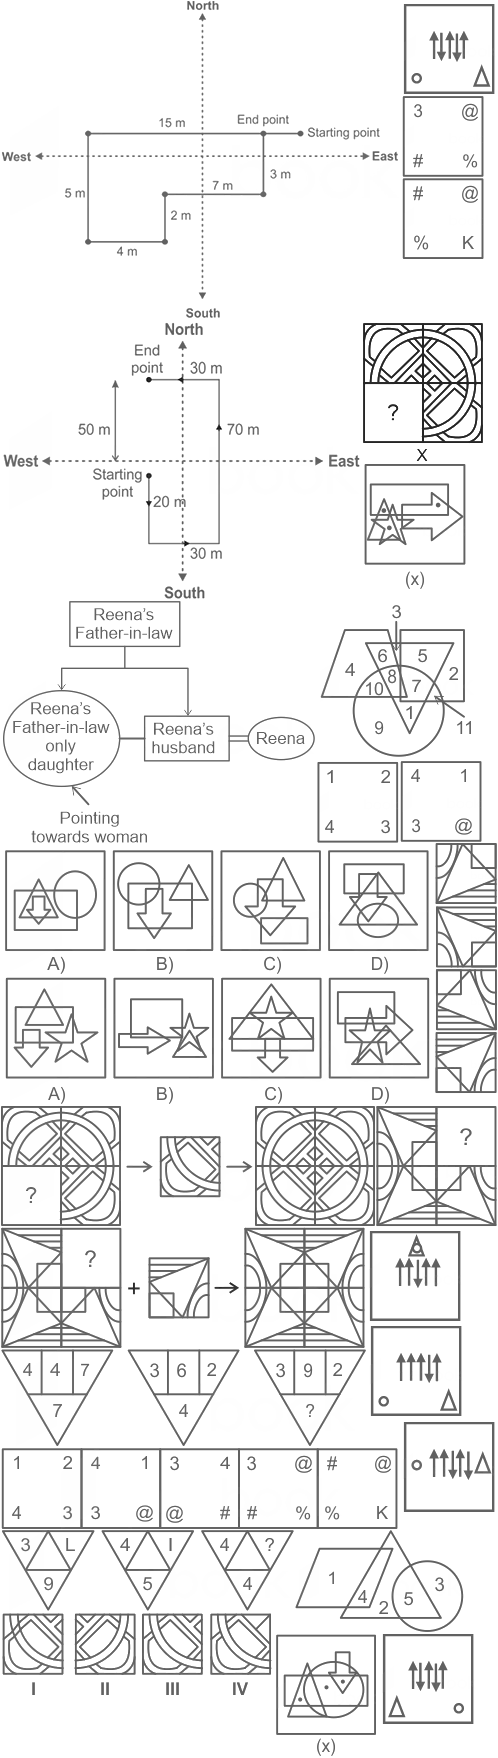 North
15 m
End point
Starting point
West
East
5 m
7 m
3 m
2 m
4 m
South
3 @
# %
# @
% K
North
End
point
30 m
50 m
70 m
West
East
Starting
point
20 m
30 m
South
?
X
(x)
Reena's
Father-in-law
Reena's
Father-in-law
only
daughter
Reena's
husband
Reena
Pointing
towards woman
3
4 6 5 2
8
10 7
1
9 11
1 2
4 3
4 1
3 @
A) B) C) D)
A) B) C) D)
?
?
?
+
4 4 7
7
3 6 2
4
3 9 2
?
1 2 4 1 3 4 3 @ # @
4 3 3 @ @ # # % % K
3 L
9
4 I
5
4 ?
4
1
4
2
5
3
I II III IV
(x)